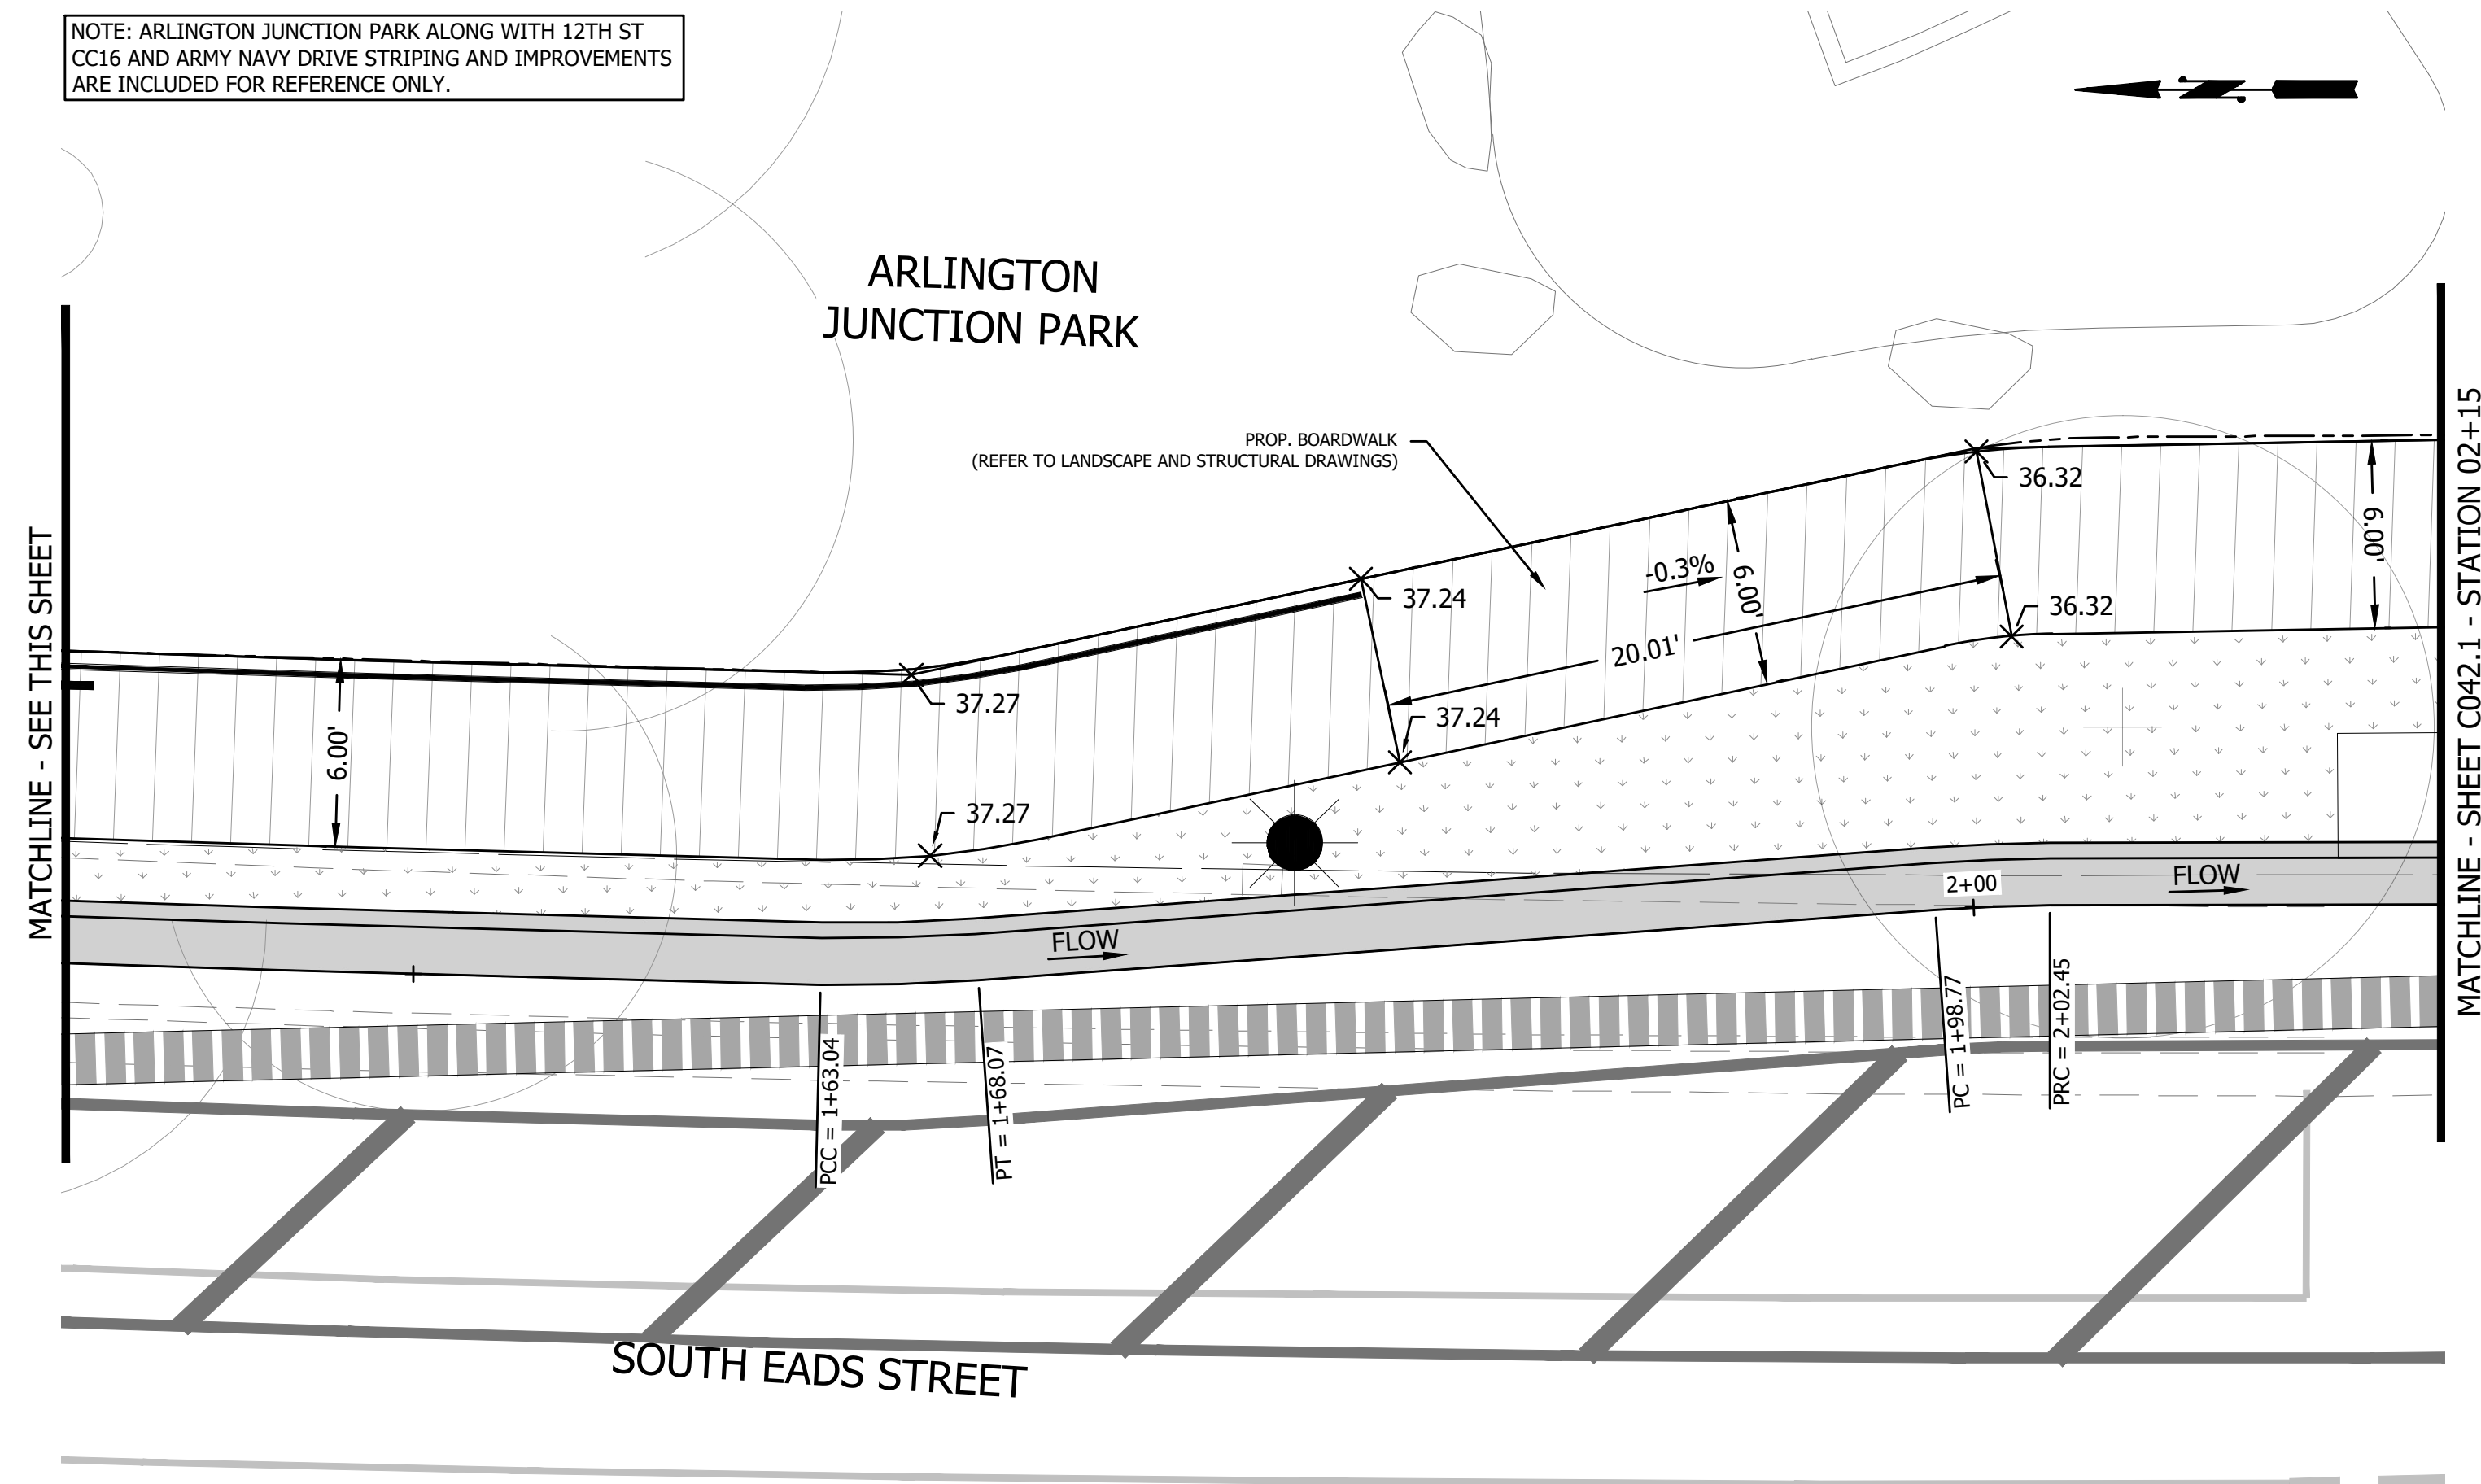 NOTE: ARLINGTON JUNCTION PARK ALONG WITH 12TH ST
CC16 AND ARMY NAVY DRIVE STRIPING AND IMPROVEMENTS
ARE INCLUDED FOR REFERENCE ONLY.
ARLINGTON
JUNCTION PARK
PROP. BOARDWALK
(REFER TO LANDSCAPE AND STRUCTURAL DRAWINGS)
MATCHLINE - SEE THIS SHEET
MATCHLINE - SHEET C042.1 - STATION 02+15
36.32
6.00'
-0.3%
6.00'
37.24
36.32
20.01'
37.27
37.24
6.00'
37.27
2+00
FLOW
FLOW
PCC = 1+63.04
PT = 1+68.07
PC = 1+98.77
PRC = 2+02.45
SOUTH EADS STREET